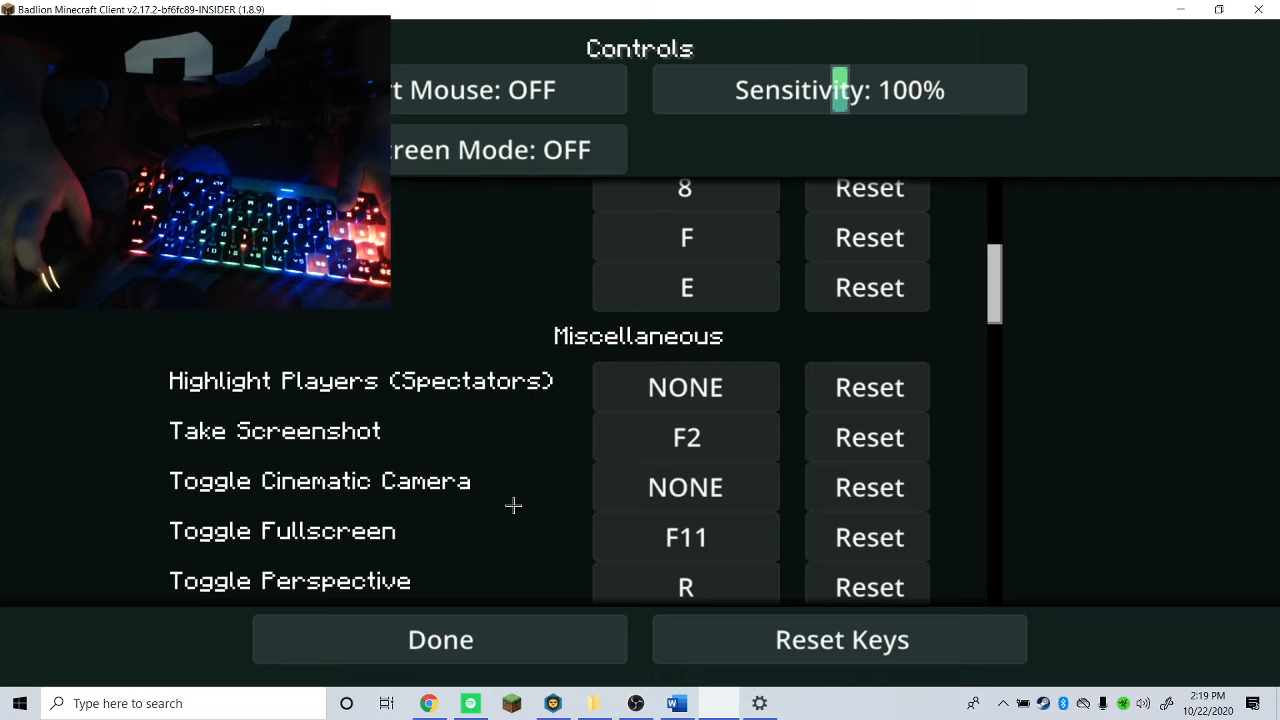 Badlion Minecraft Client v2.17.2-bf6fc89-INSIDER (1.8.9)
Controls
t Mouse: OFF
Sensitivity: 100%
reen Mode: OFF
8
Reset
F
Reset
E
Reset
Miscellaneous
Highlight Players (Spectators)
NONE
Reset
Take Screenshot
F2
Reset
Toggle Cinematic Camera
NONE
Reset
Toggle Fullscreen
F11
Reset
Toggle Perspective
R
Reset
Done
Reset Keys
Type here to search
2:19 PM
10/22/2020